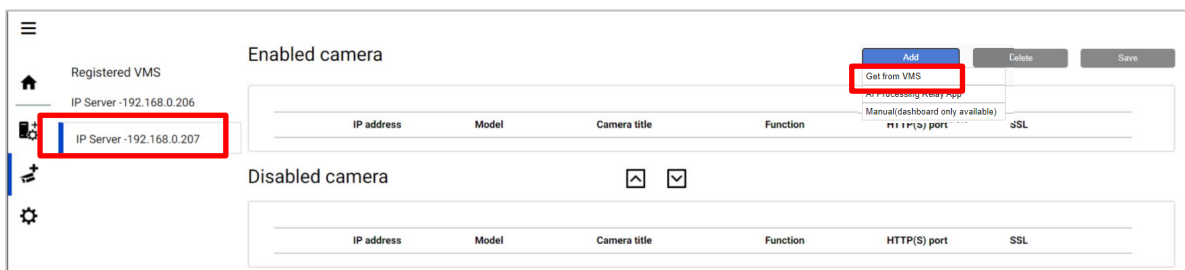 Enabled camera
Add
Delete
Save
Registered VMS
Get from VMS
IP Server -192.168.0.206
AI Processing Relay App
Manual(dashboard only available)
IP address Model Camera title Function HTTP(S) port SSL
IP Server -192.168.0.207
Disabled camera
IP address Model Camera title Function HTTP(S) port SSL